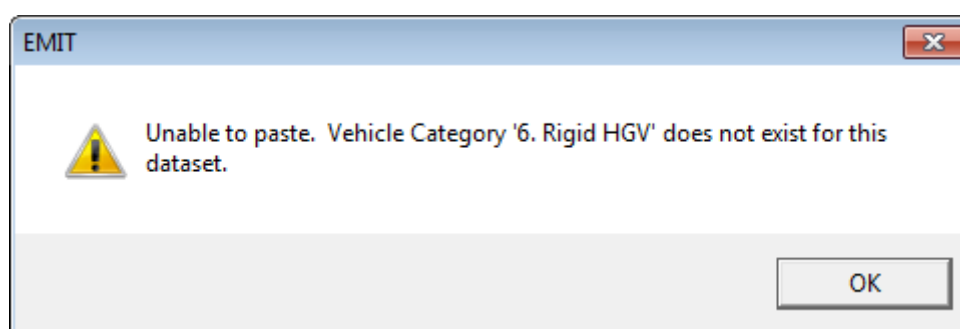 EMIT
Unable to paste.  Vehicle Category '6. Rigid HGV' does not exist for this
dataset.
OK